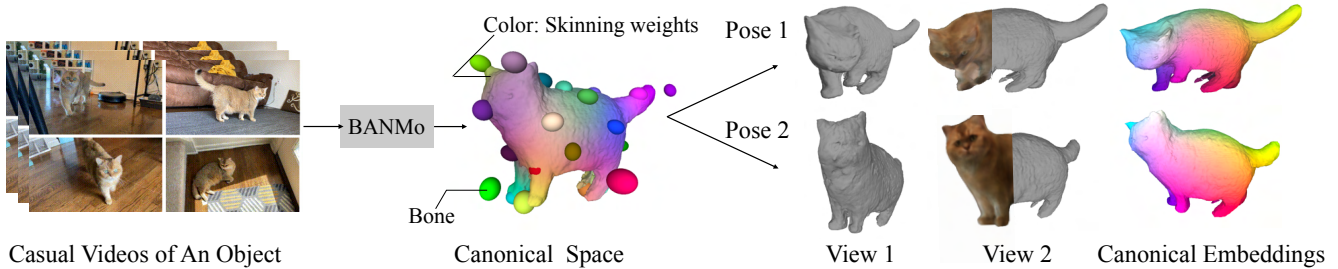 Color: Skinning weights
Pose 1
BANMo
Pose 2
Bone
Casual Videos of An Object
Canonical Space
View 1
View 2
Canonical Embeddings